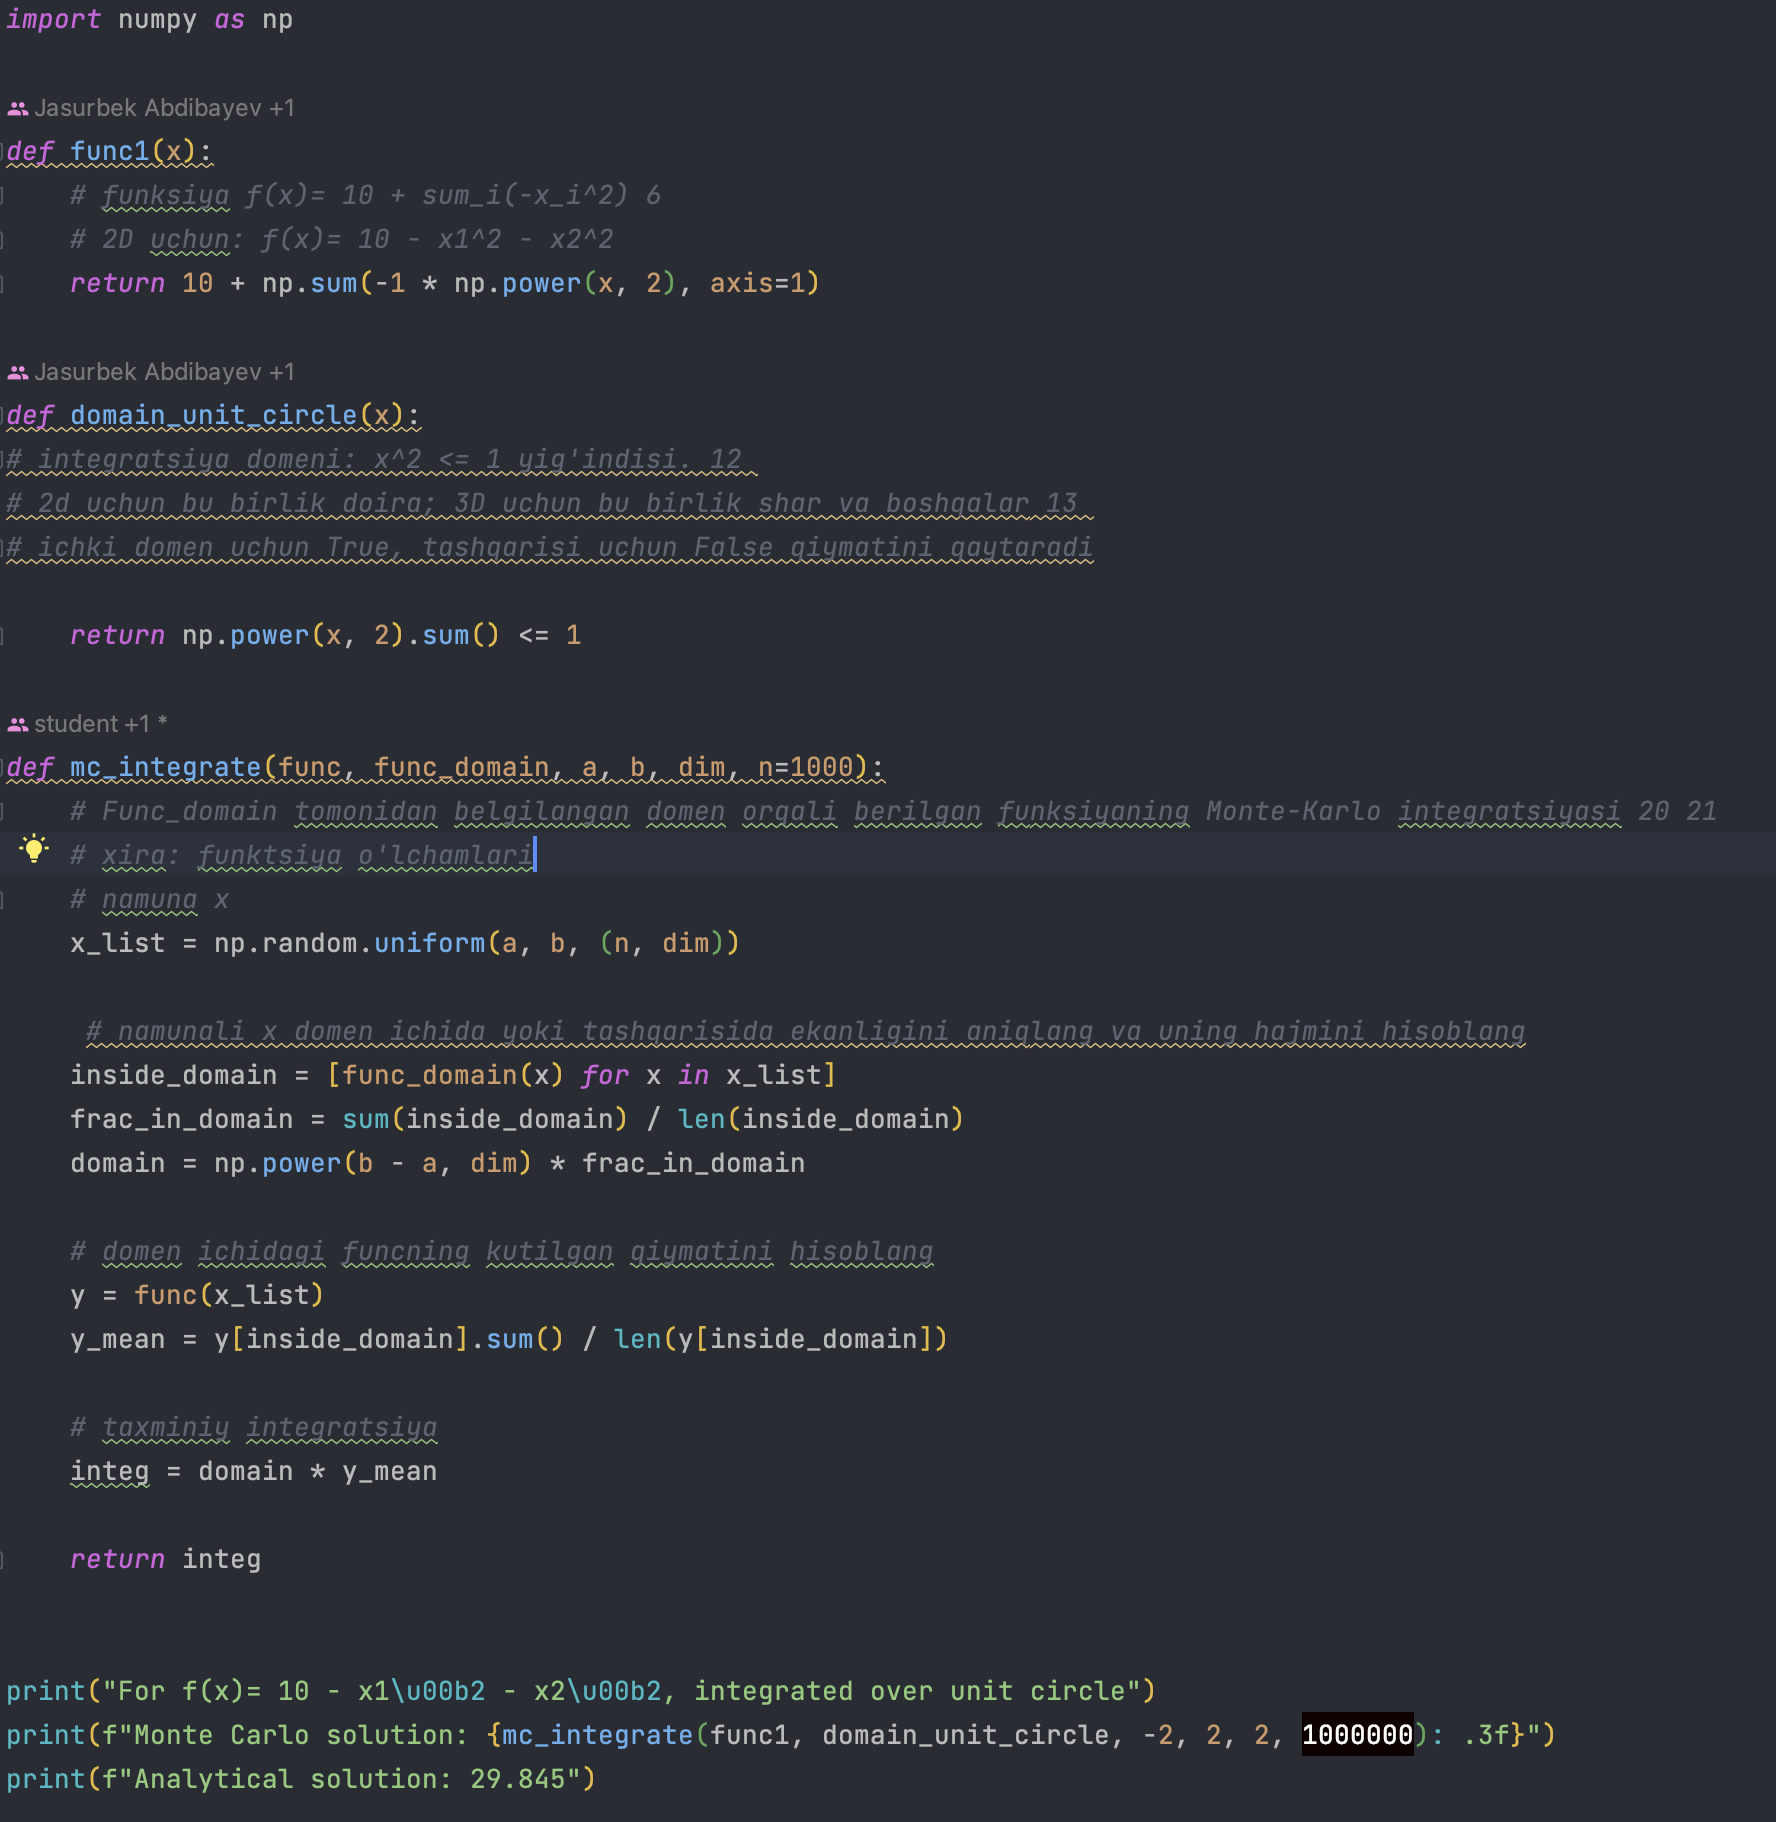 import numpy as np
Jasurbek Abdibayev +1
def func1(x):
    # funksiya f(x)= 10 + sum_i(-x_i^2) 6
    # 2D uchun: f(x)= 10 - x1^2 - x2^2
    return 10 + np.sum(-1 * np.power(x, 2), axis=1)
Jasurbek Abdibayev +1
def domain_unit_circle(x):
# integratsiya domeni: x^2 <= 1 yig'indisi. 12
# 2d uchun bu birlik doira; 3D uchun bu birlik shar va boshqalar 13
# ichki domen uchun True, tashqarisi uchun False qiymatini qaytaradi
    return np.power(x, 2).sum() <= 1
student +1 *
def mc_integrate(func, func_domain, a, b, dim, n=1000):
    # Func_domain tomonidan belgilangan domen orqali berilgan funksiyaning Monte-Karlo integratsiyasi 20 21
    # xira: funktsiya o'lchamlari
    # namuna x
    x_list = np.random.uniform(a, b, (n, dim))
     # namunali x domen ichida yoki tashqarisida ekanligini aniqlang va uning hajmini hisoblang
    inside_domain = [func_domain(x) for x in x_list]
    frac_in_domain = sum(inside_domain) / len(inside_domain)
    domain = np.power(b - a, dim) * frac_in_domain
    # domen ichidagi funcning kutilgan qiymatini hisoblang
    y = func(x_list)
    y_mean = y[inside_domain].sum() / len(y[inside_domain])
    # taxminiy integratsiya
    integ = domain * y_mean
    return integ
print("For f(x)= 10 - x1\u00b2 - x2\u00b2, integrated over unit circle")
print(f"Monte Carlo solution: {mc_integrate(func1, domain_unit_circle, -2, 2, 2, 1000000): .3f}")
print(f"Analytical solution: 29.845")